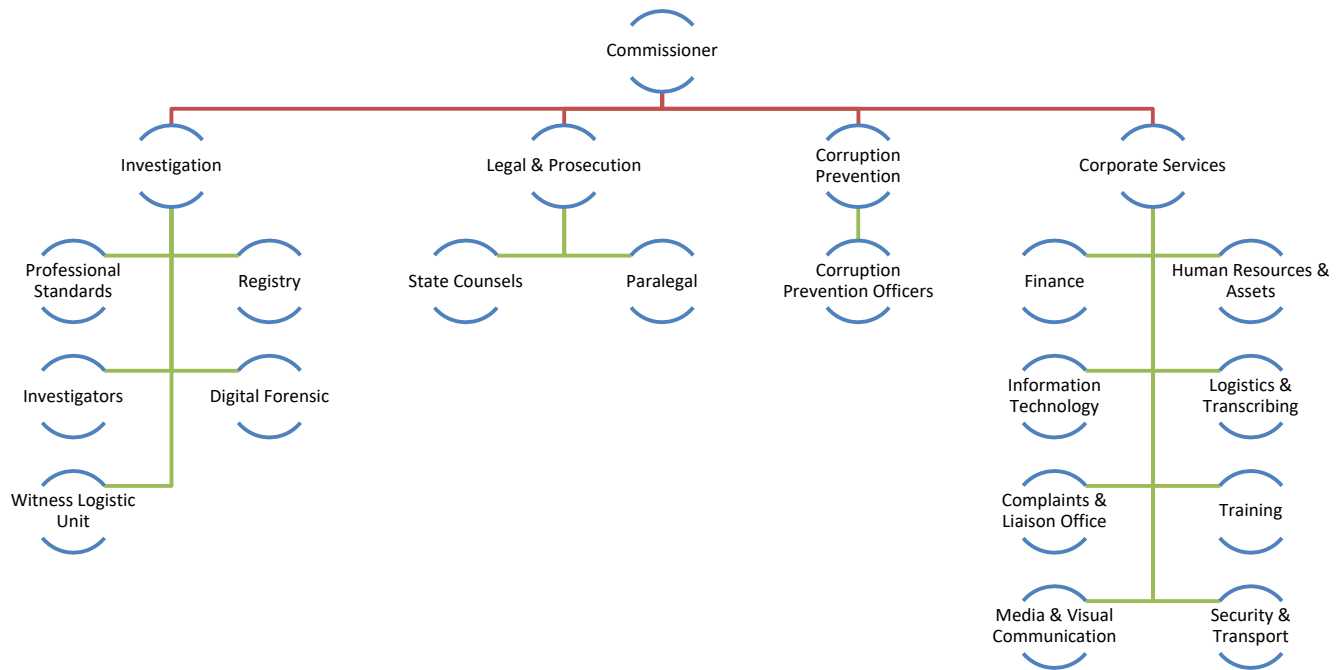 Commissioner
Investigation
Legal & Prosecution
Corruption
Prevention
Corporate Services
Professional
Standards
Registry
State Counsels
Paralegal
Corruption
Prevention Officers
Finance
Human Resources &
Assets
Investigators
Digital Forensic
Information
Technology
Logistics &
Transcribing
Witness Logistic
Unit
Complaints &
Liaison Office
Training
Media & Visual
Communication
Security &
Transport